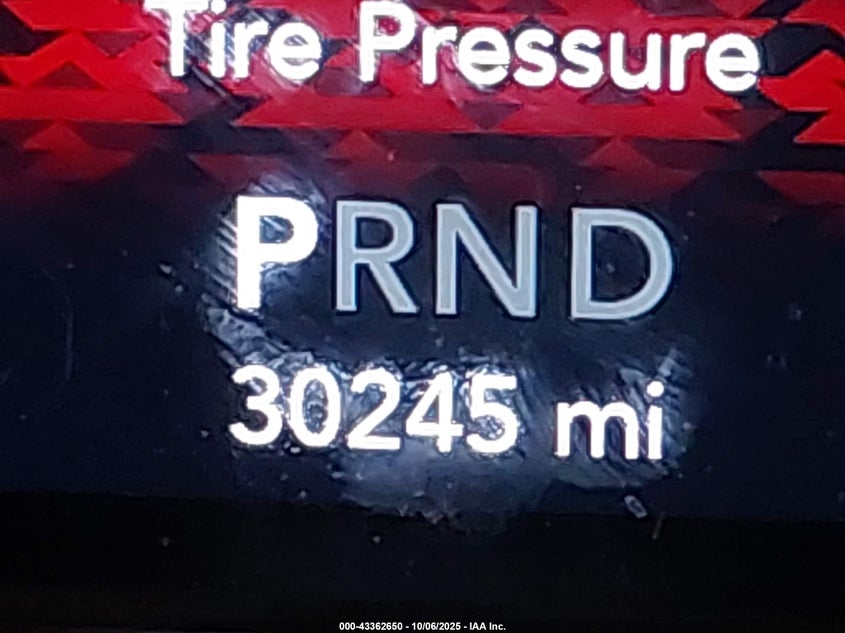 Tire Pressure
PRND
30245 mi
000-43362650 - 10/06/2025 - IAA Inc.